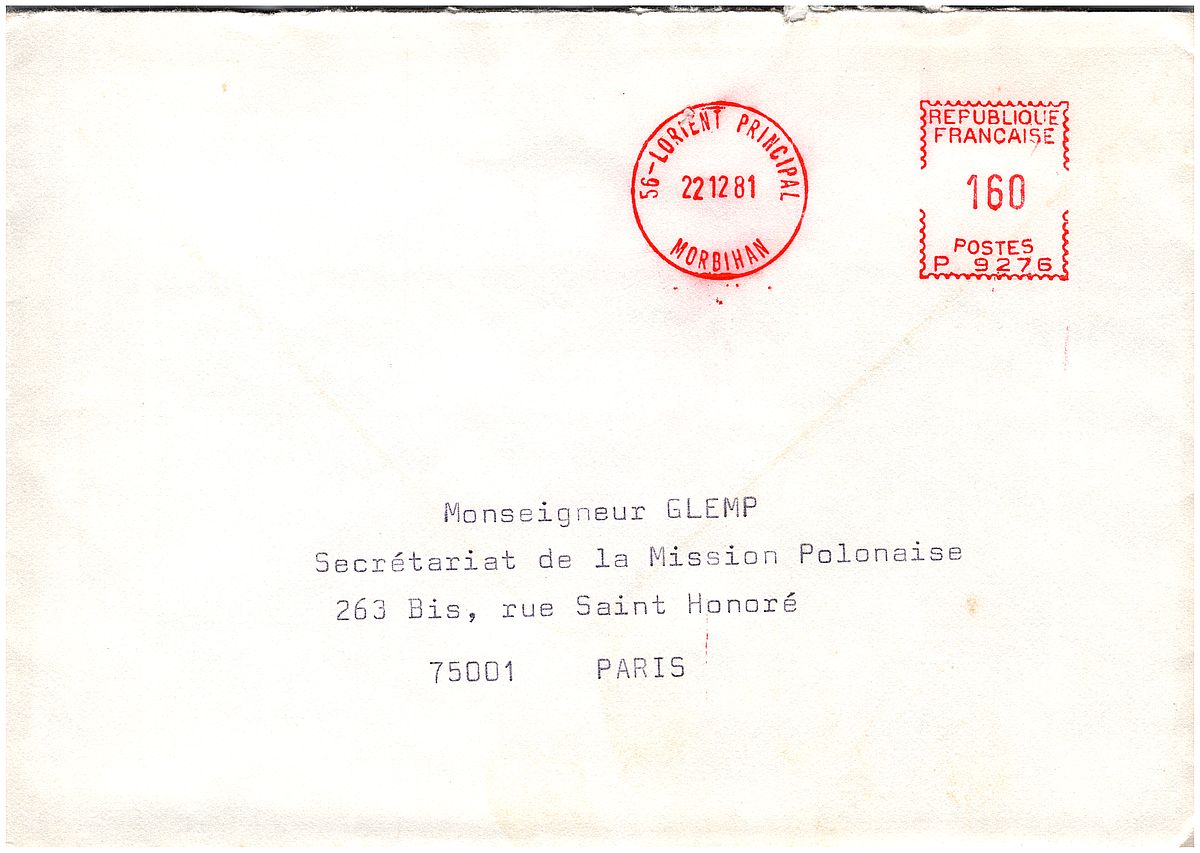 56-LORIENT PRINCIPAL
22 12 81
MORBIHAN
REPUBLIQUE
FRANCAISE
160
POSTES
P. 9276
Monseigneur GLEMP
Secrétariat de la Mission Polonaise
263 Bis, rue Saint Honoré
75001 PARIS